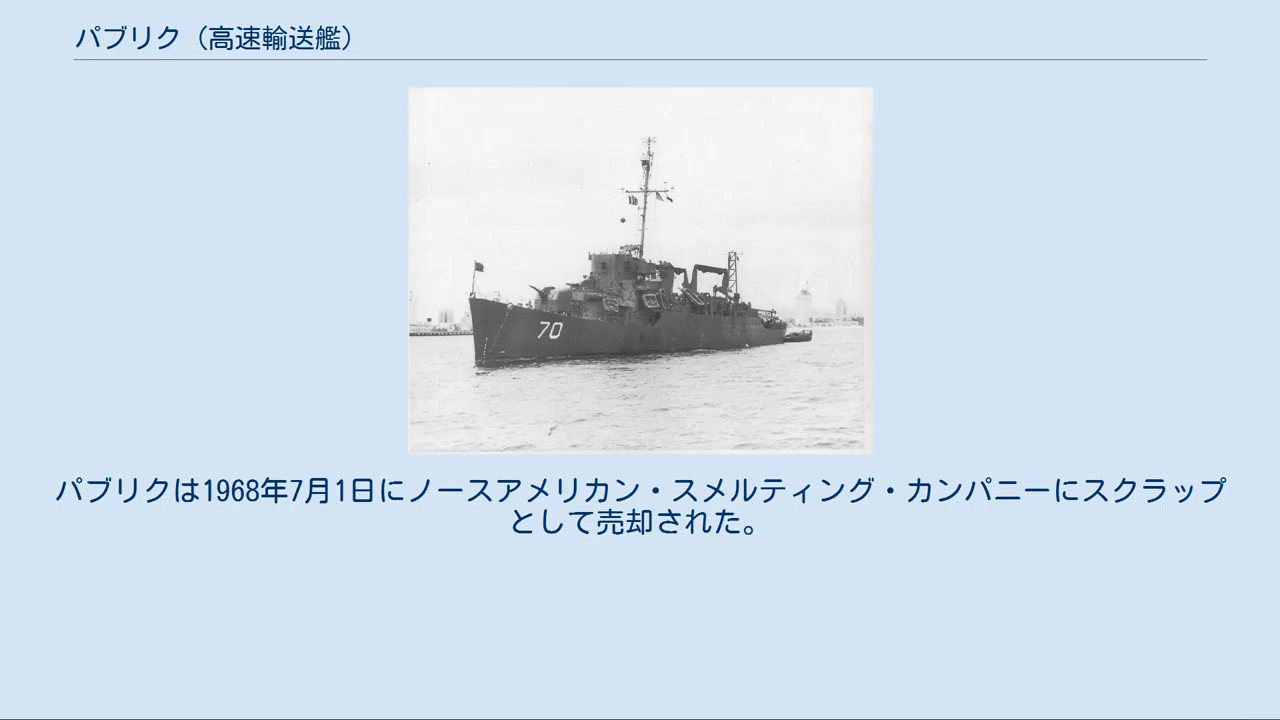 パブリク（高速輸送艦）
70
パブリクは1968年7月1日にノースアメリカン・スメルティング・カンパニーにスクラップ
として売却された。